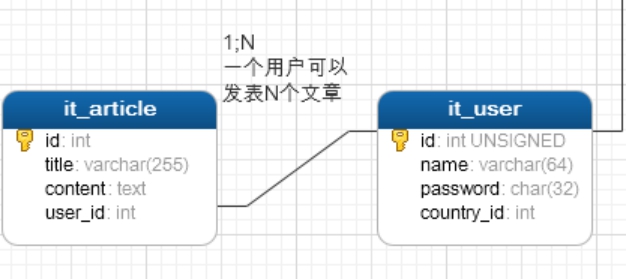 1;N
一个用户可以
发表N个文章
it_article
id: int
title: varchar(255)
content: text
user_id: int
it_user
id: int UNSIGNED
name: varchar(64)
password: char(32)
country_id: int